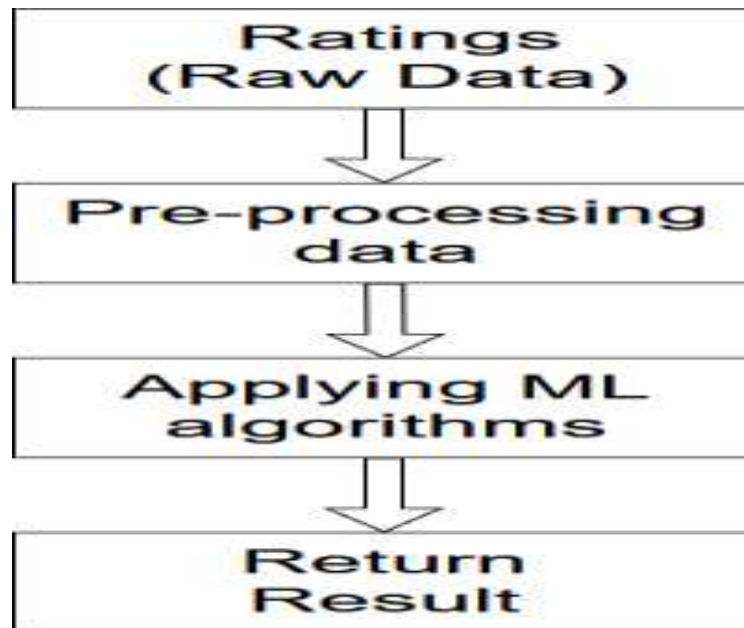 Ratings
(Raw Data)
Pre-processing
data
Applying ML
algorithms
Return
Result